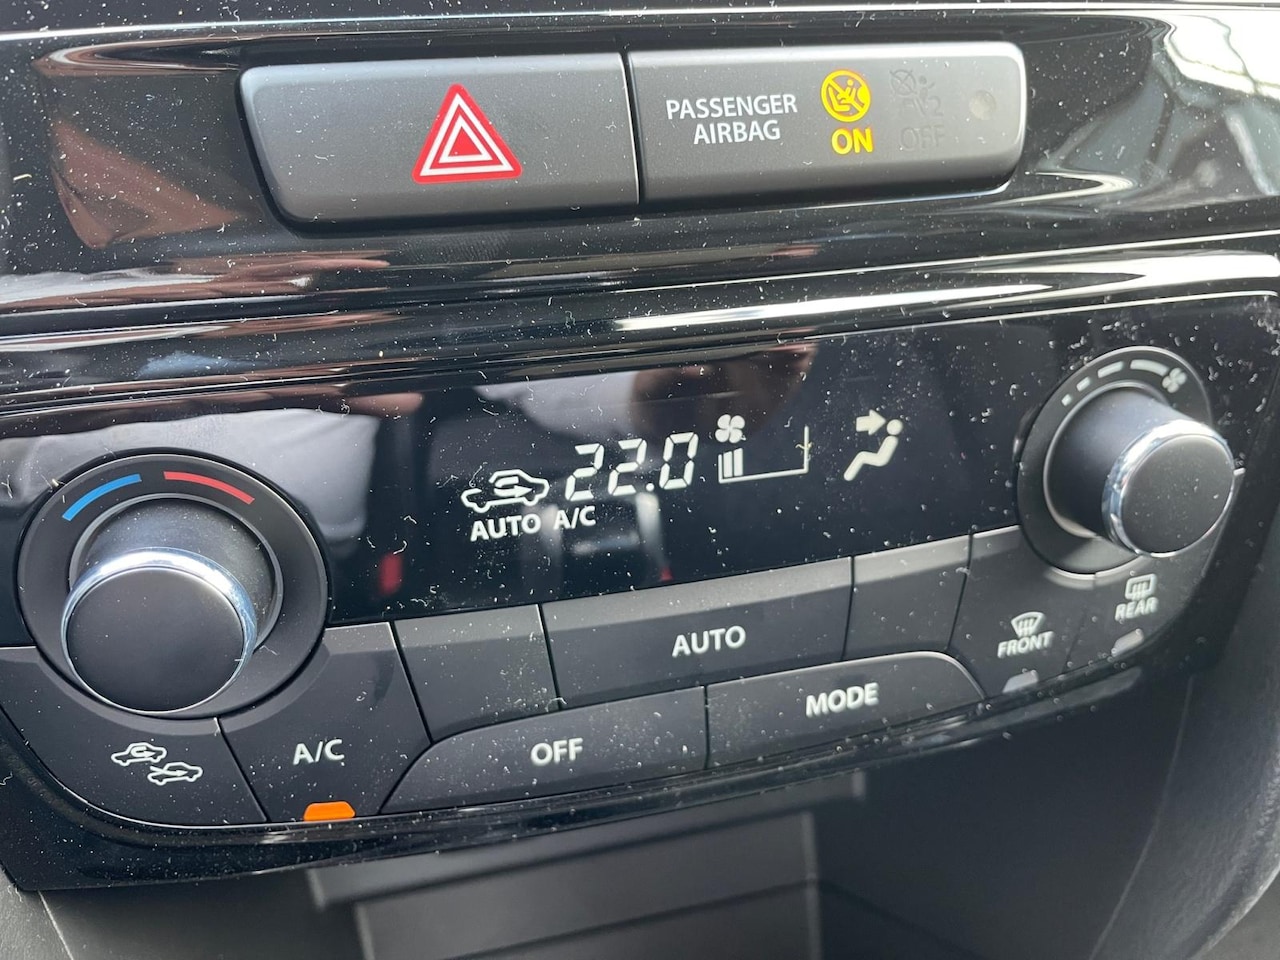 PASSENGER
AIRBAG
ON
OFF
22.0
AUTO A/C
AUTO
FRONT
REAR
A/C
OFF
MODE